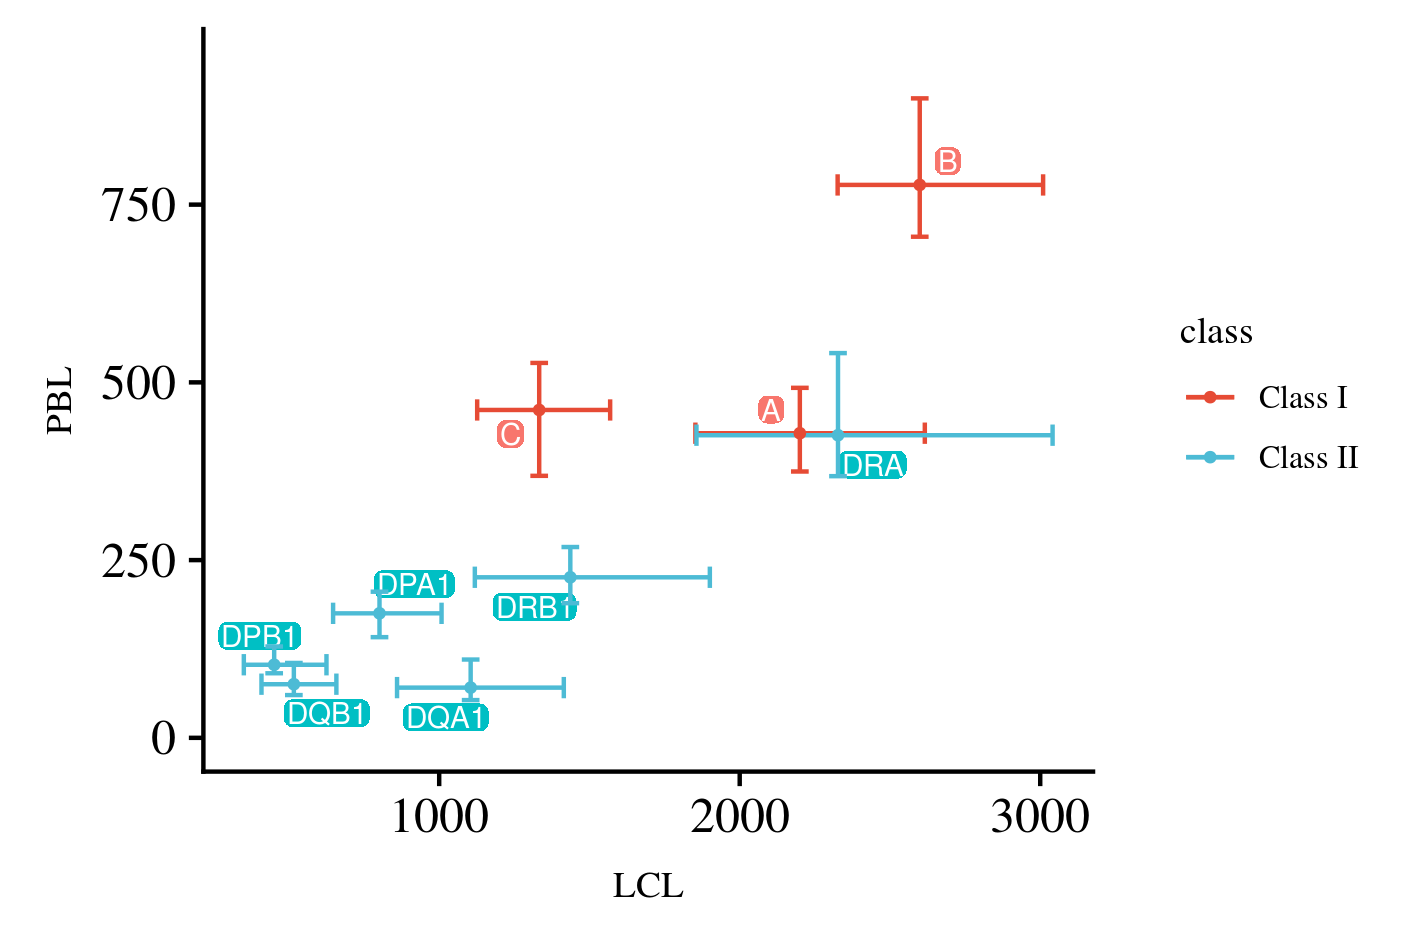 750
500
250
0
PBL
1000
2000
3000
LCL
B
A
C
DRA
DPA1
DRB1
DPB1
DQB1
DQA1
class
Class I
Class II